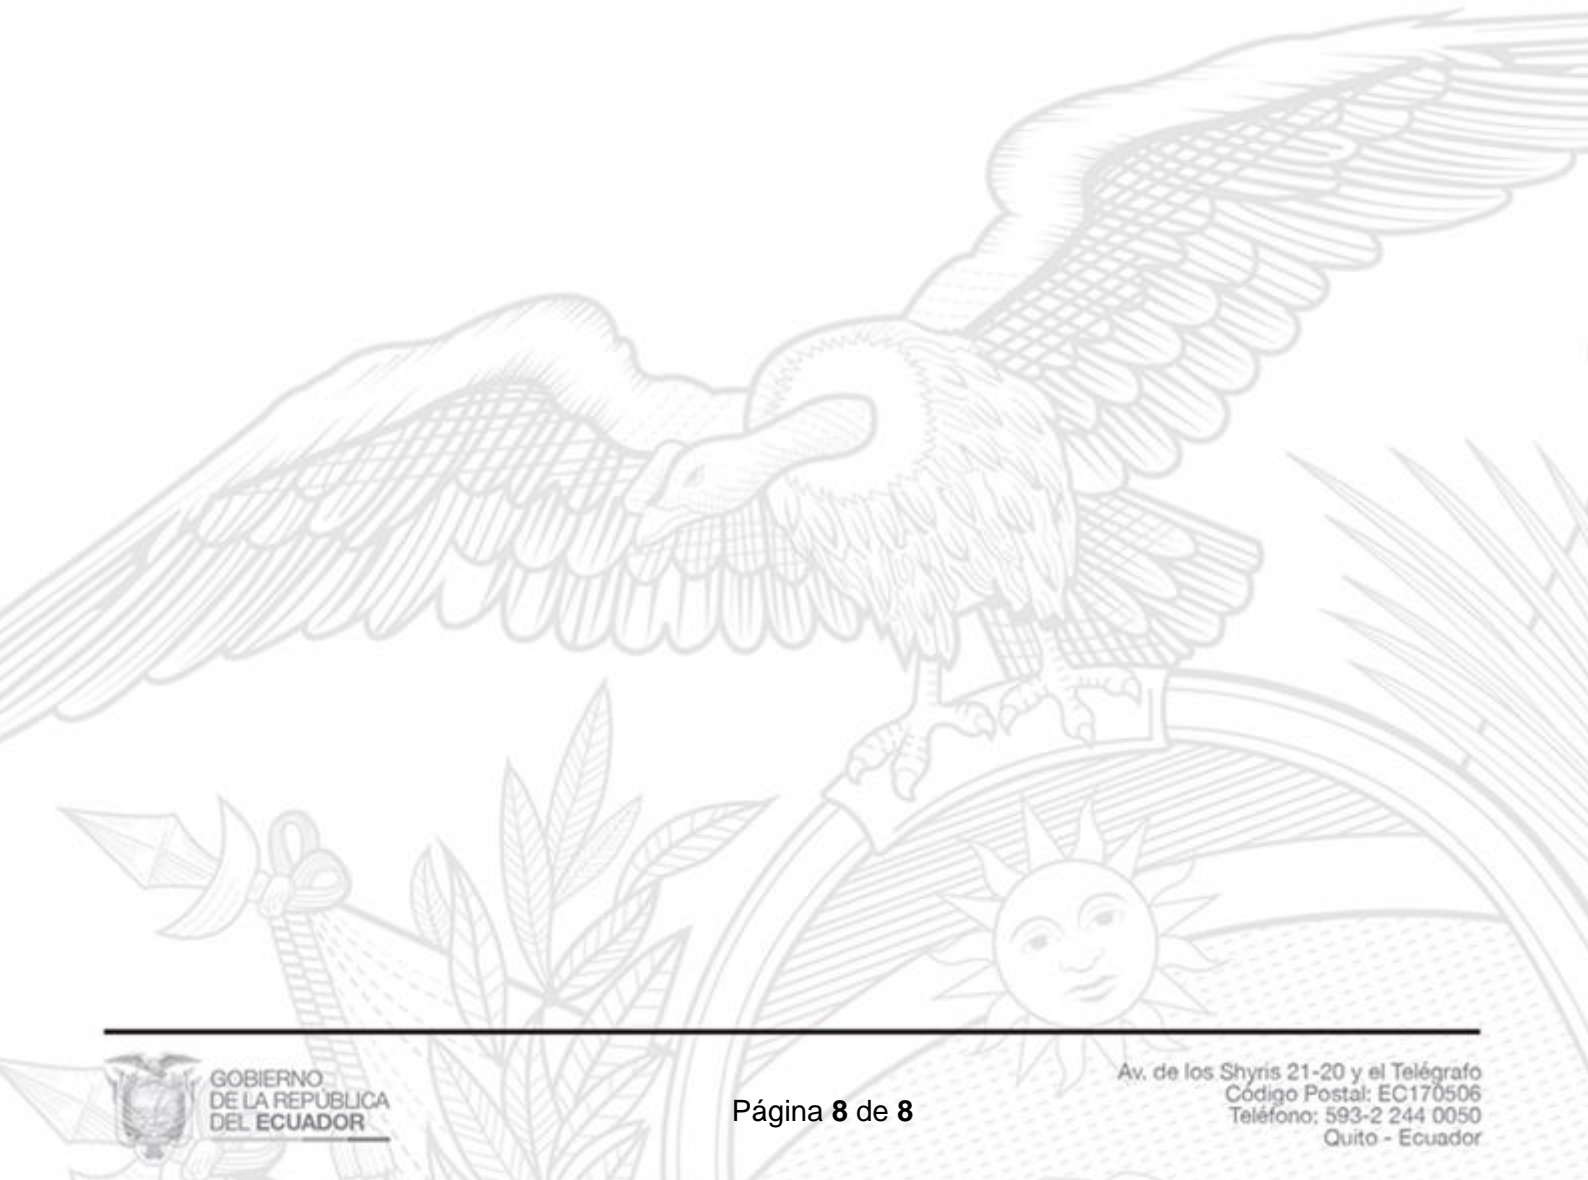 GOBIERNO
DE LA REPÚBLICA
DEL ECUADOR
Página 8 de 8
Av. de los Shyris 21-20 y el Telégrafo
Código Postal: EC170506
Teléfono: 593-2 244 0050
Quito - Ecuador